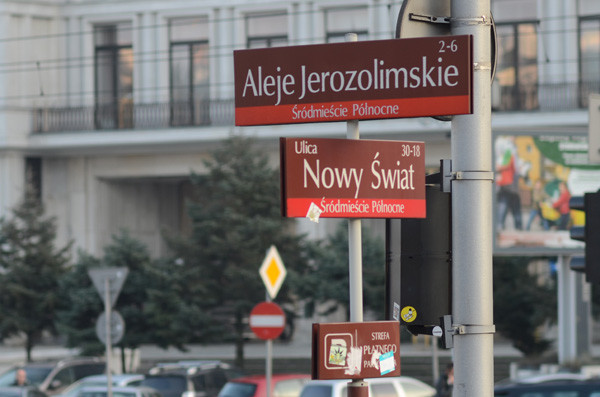 2-6
Aleje Jerozolimskie
Śródmieście Północne
Ulica 30-18
Nowy Świat
Śródmieście Północne
STREFA
PŁATNEGO